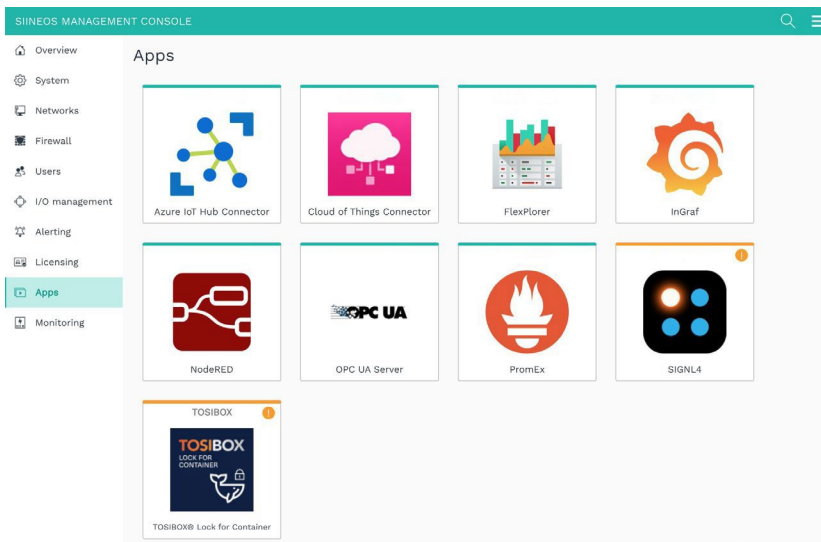 SIINEOS MANAGEMENT CONSOLE
Overview
System
Networks
Firewall
Users
I/O management
Alerting
Licensing
Apps
Monitoring
Apps
Azure IoT Hub Connector
Cloud of Things Connector
FlexPlorer
InGraf
NodeRED
OPC UA
OPC UA Server
PromEx
!
SIGNL4
TOSIBOX
!
TOSIBOX
LOCK FOR
CONTAINER
TOSIBOX® Lock for Container